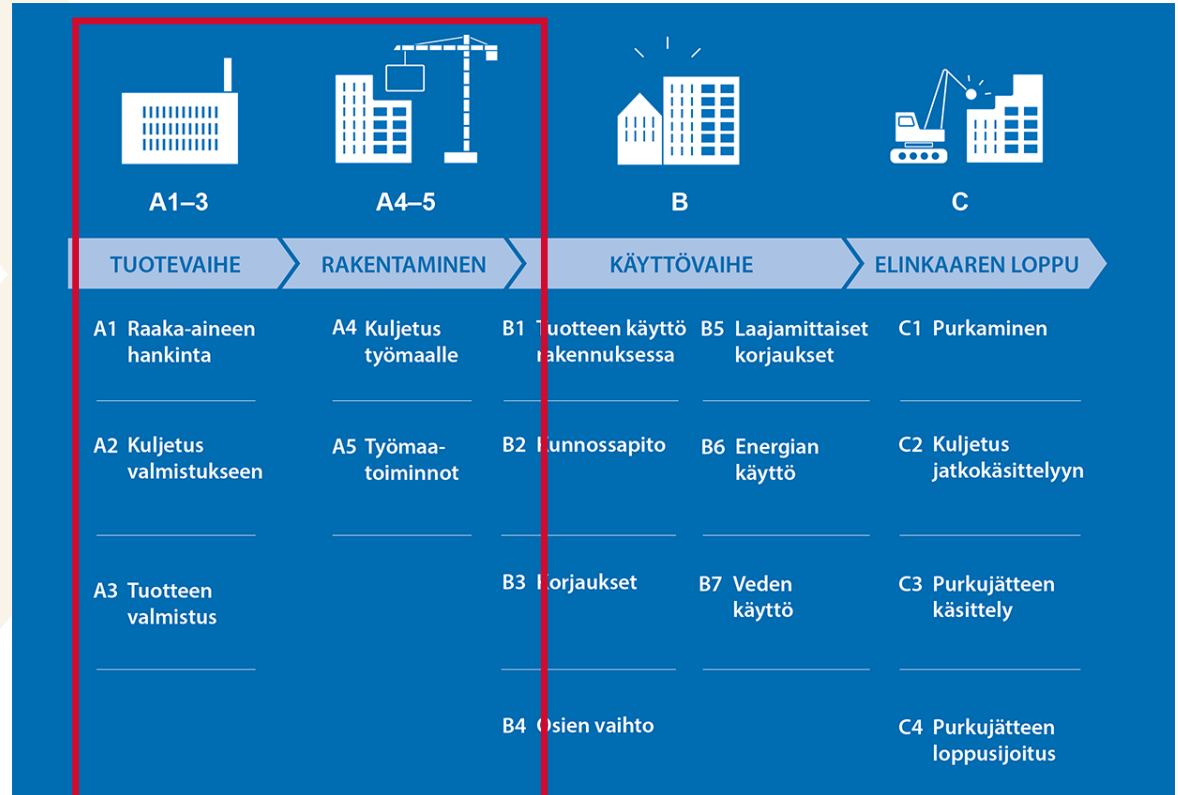 A1–3
A4–5
B
C
TUOTEVAIHE
RAKENTAMINEN
KÄYTTÖVAIHE
ELINKAAREN LOPPU
A1 Raaka-aineen
hankinta
A2 Kuljetus
valmistukseen
A3 Tuotteen
valmistus
A4 Kuljetus
työmaalle
A5 Työmaa-
toiminnot
B1 Tuotteen käyttö
rakennuksessa
B2 Kunnossapito
B3 Korjaukset
B4 Osien vaihto
B5 Laajamittaiset
korjaukset
B6 Energian
käyttö
B7 Veden
käyttö
C1 Purkaminen
C2 Kuljetus
jatkokäsittelyyn
C3 Purkujätteen
käsittely
C4 Purkujätteen
loppusijoitus